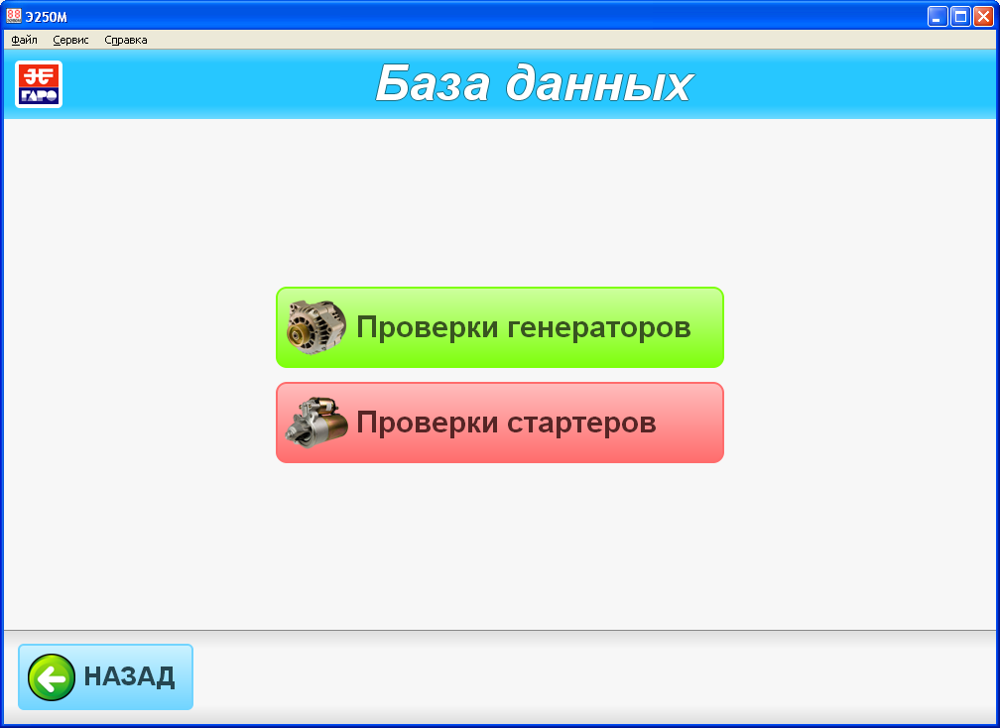 Э250М
Файл Сервис Справка
ГАРО
База данных
Проверки генераторов
Проверки стартеров
НАЗАД